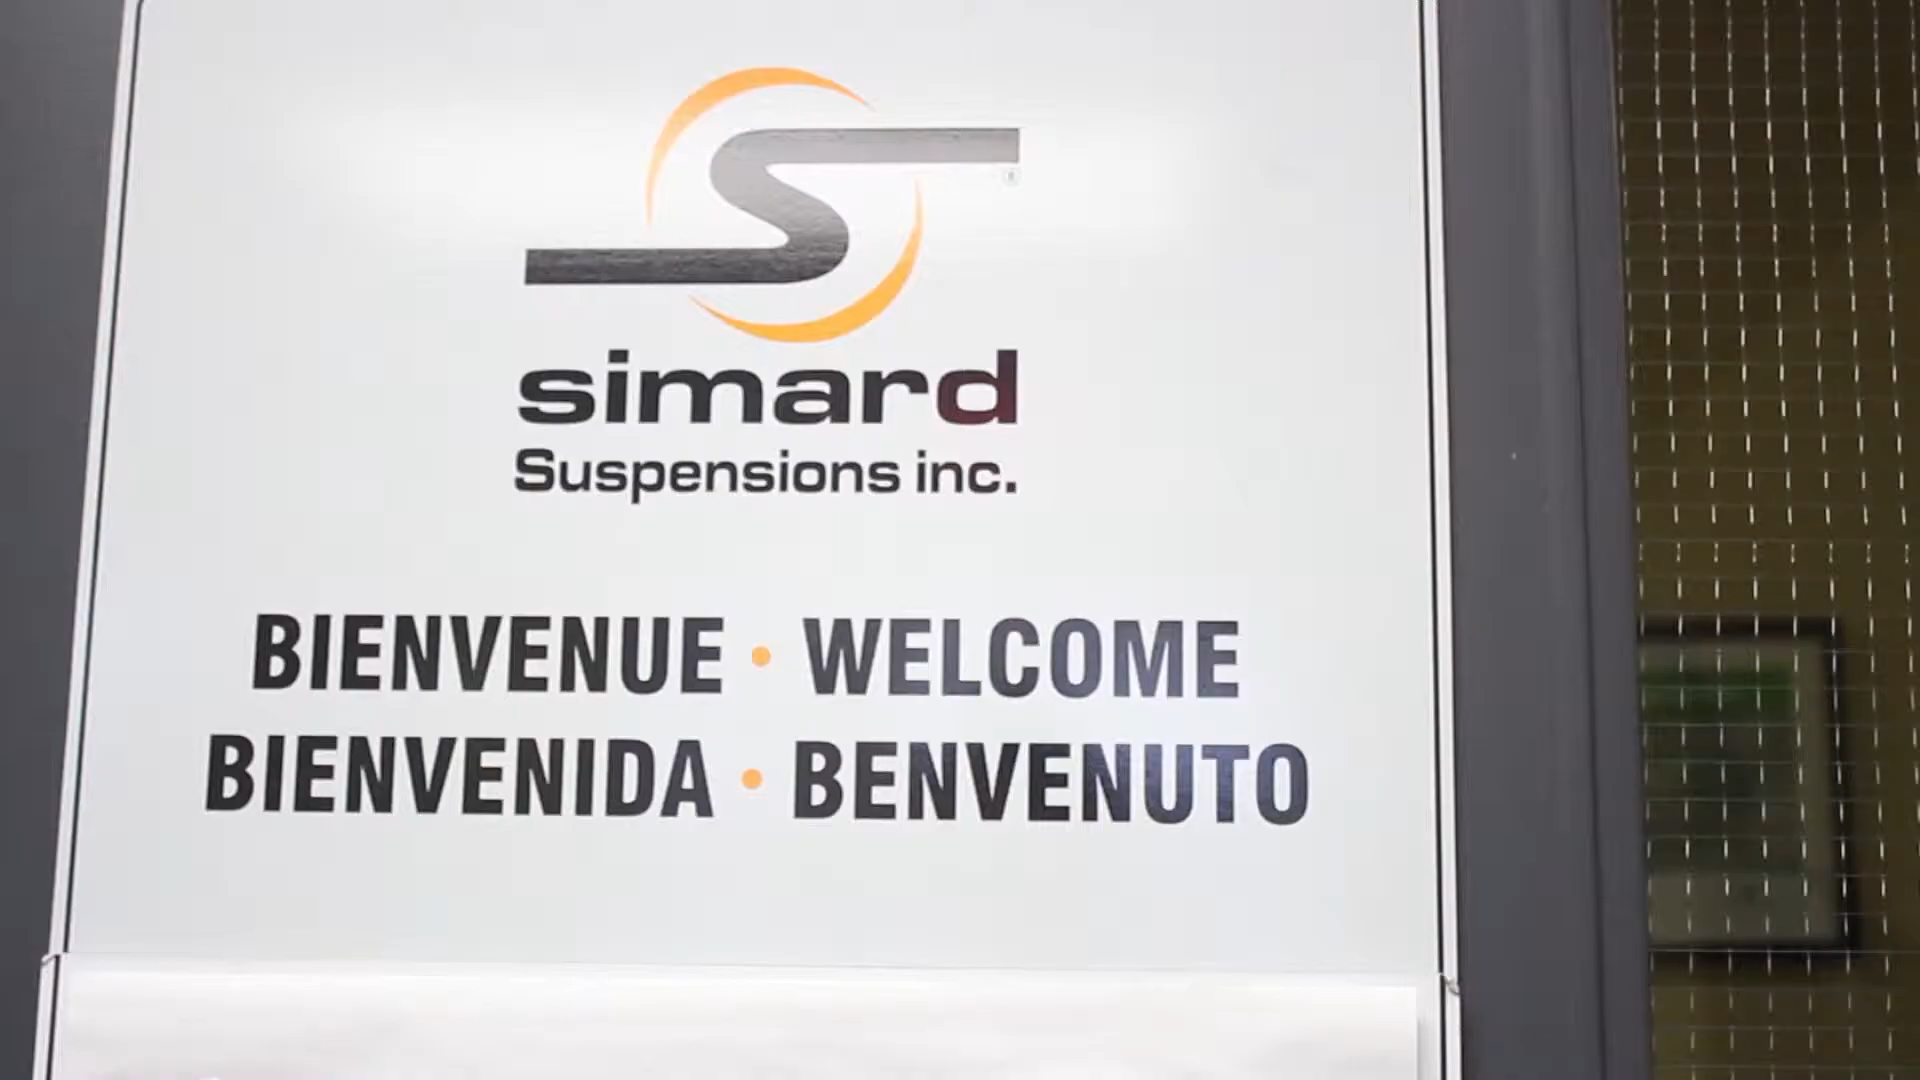 simard
Suspensions inc.
BIENVENUE • WELCOME
BIENVENIDA • BENVENUTO